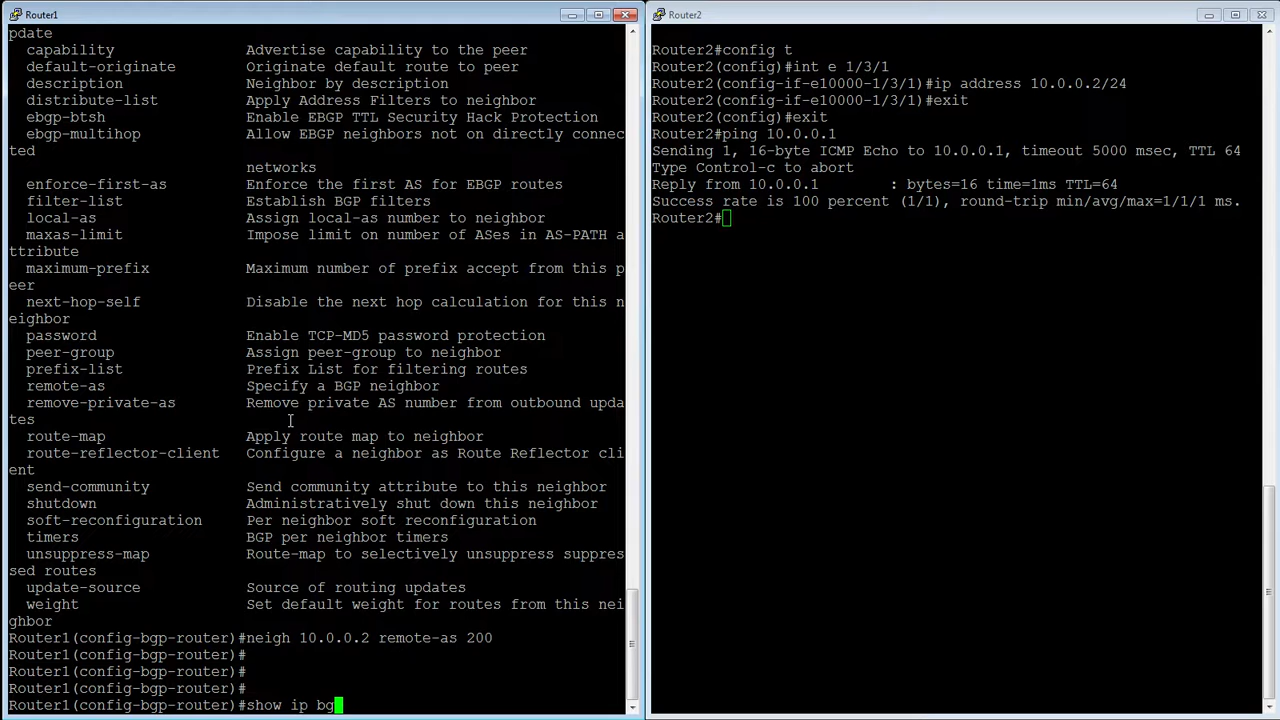 Router1
pdate
capability Advertise capability to the peer
default-originate Originate default route to peer
description Neighbor by description
distribute-list Apply Address Filters to neighbor
ebgp-btsh Enable EBGP TTL Security Hack Protection
ebgp-multihop Allow EBGP neighbors not on directly connec
ted
networks
enforce-first-as Enforce the first AS for EBGP routes
filter-list Establish BGP filters
local-as Assign local-as number to neighbor
maxas-limit Impose limit on number of ASes in AS-PATH a
ttribute
maximum-prefix Maximum number of prefix accept from this p
eer
next-hop-self Disable the next hop calculation for this n
eighbor
password Enable TCP-MD5 password protection
peer-group Assign peer-group to neighbor
prefix-list Prefix List for filtering routes
remote-as Specify a BGP neighbor
remove-private-as Remove private AS number from outbound upda
tes
route-map Apply route map to neighbor
route-reflector-client Configure a neighbor as Route Reflector cli
ent
send-community Send community attribute to this neighbor
shutdown Administratively shut down this neighbor
soft-reconfiguration Per neighbor soft reconfiguration
timers BGP per neighbor timers
unsuppress-map Route-map to selectively unsuppress suppres
sed routes
update-source Source of routing updates
weight Set default weight for routes from this nei
ghbor
Router1(config-bgp-router)#neigh 10.0.0.2 remote-as 200
Router1(config-bgp-router)#
Router1(config-bgp-router)#
Router1(config-bgp-router)#
Router1(config-bgp-router)#show ip bg
Router2
Router2#config t
Router2(config)#int e 1/3/1
Router2(config-if-e10000-1/3/1)#ip address 10.0.0.2/24
Router2(config-if-e10000-1/3/1)#exit
Router2(config)#exit
Router2#ping 10.0.0.1
Sending 1, 16-byte ICMP Echo to 10.0.0.1, timeout 5000 msec, TTL 64
Type Control-c to abort
Reply from 10.0.0.1 : bytes=16 time=1ms TTL=64
Success rate is 100 percent (1/1), round-trip min/avg/max=1/1/1 ms.
Router2#